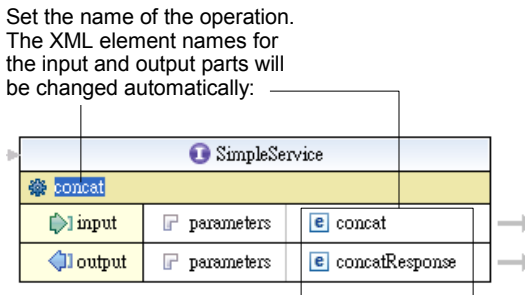 Set the name of the operation.
The XML element names for
the input and output parts will
be changed automatically:
SimpleService
concat
input parameters concat
output parameters concatResponse